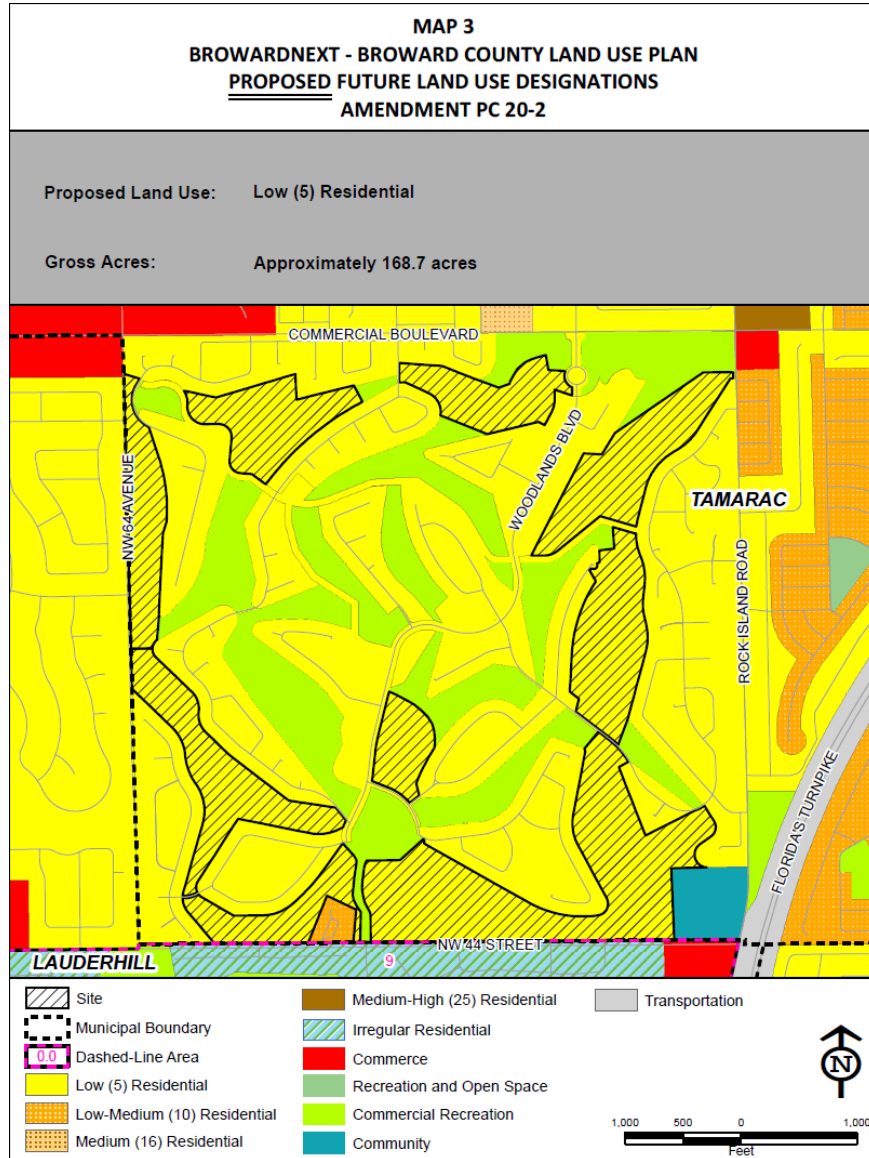 MAP 3
BROWARDNEXT - BROWARD COUNTY LAND USE PLAN
PROPOSED FUTURE LAND USE DESIGNATIONS
AMENDMENT PC 20-2
Proposed Land Use: Low (5) Residential
Gross Acres: Approximately 168.7 acres
COMMERCIAL BOULEVARD
WOODLANDS BLVD
NW 64 AVENUE
TAMARAC
ROCK ISLAND ROAD
FLORIDA'S TURNPIKE
NW 44 STREET
LAUDERHILL
9
Site
Municipal Boundary
0.0 Dashed-Line Area
Low (5) Residential
Low-Medium (10) Residential
Medium (16) Residential
Medium-High (25) Residential
Irregular Residential
Commerce
Recreation and Open Space
Commercial Recreation
Community
Transportation
N
1,000 500 0 1,000
Feet